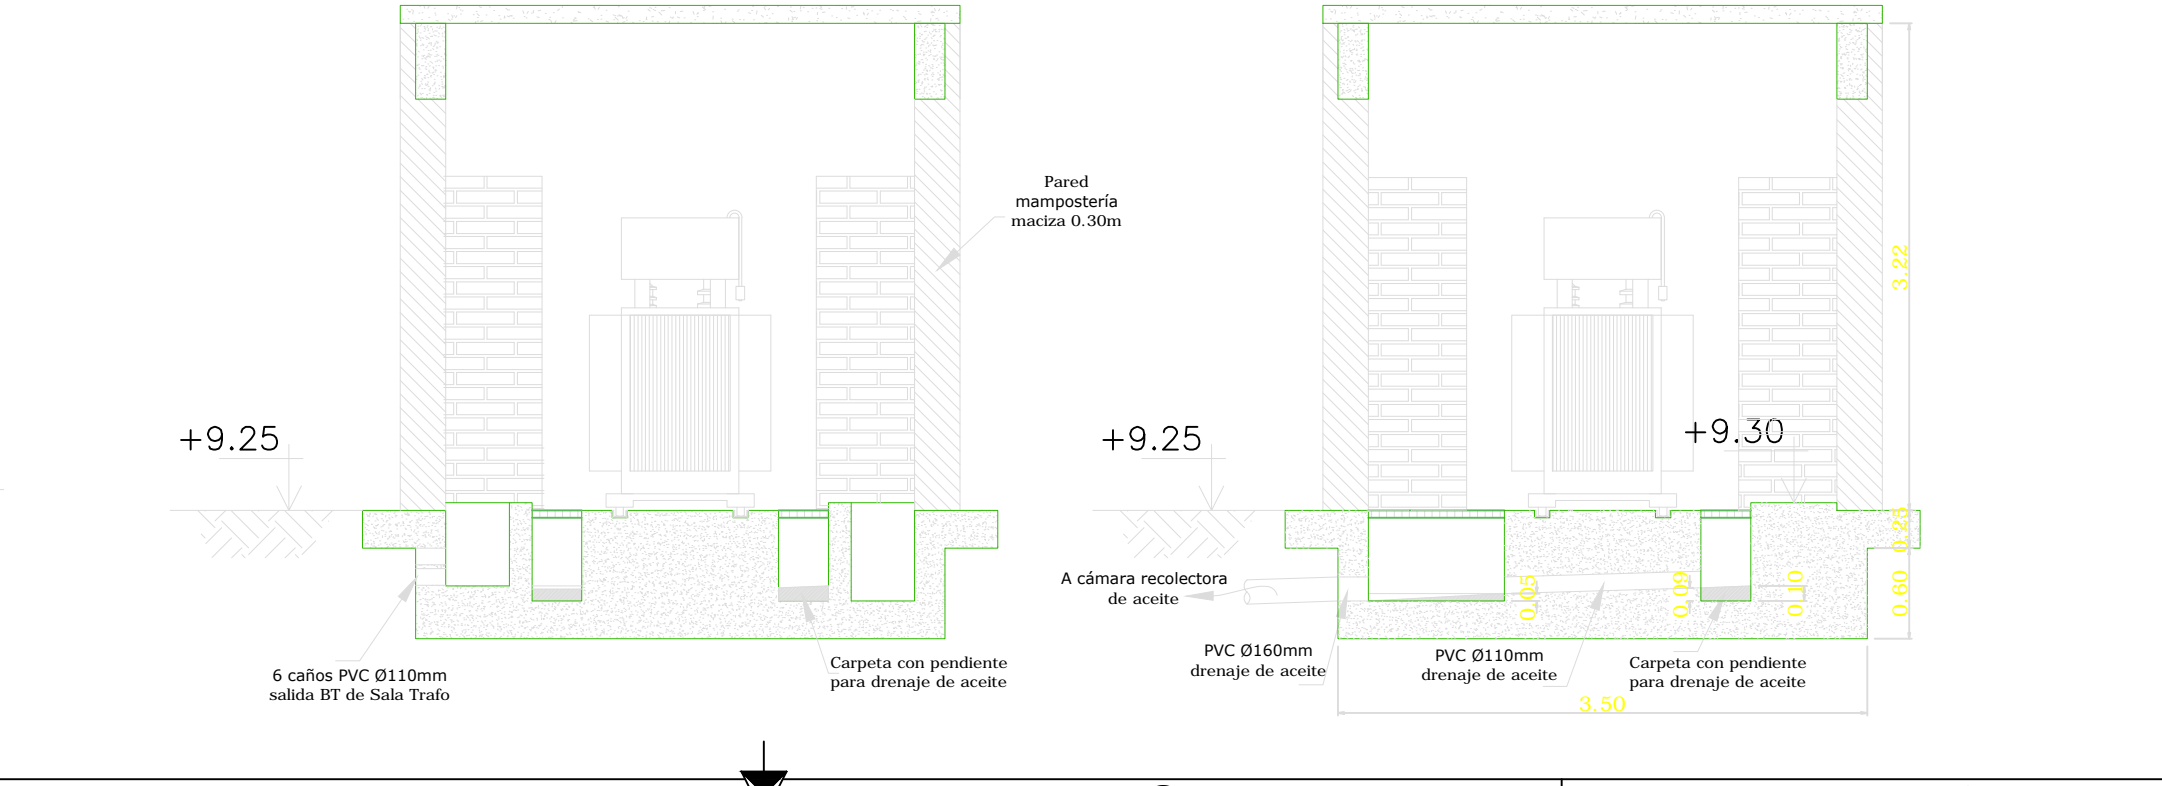 Pared
mampostería
maciza 0.30m
+9.25
6 caños PVC Ø110mm
salida BT de Sala Trafo
Carpeta con pendiente
para drenaje de aceite
+9.25
+9.30
3.22
0.25
0.60
A cámara recolectora
de aceite
0.05
0.09
0.10
PVC Ø160mm
drenaje de aceite
PVC Ø110mm
drenaje de aceite
Carpeta con pendiente
para drenaje de aceite
3.50